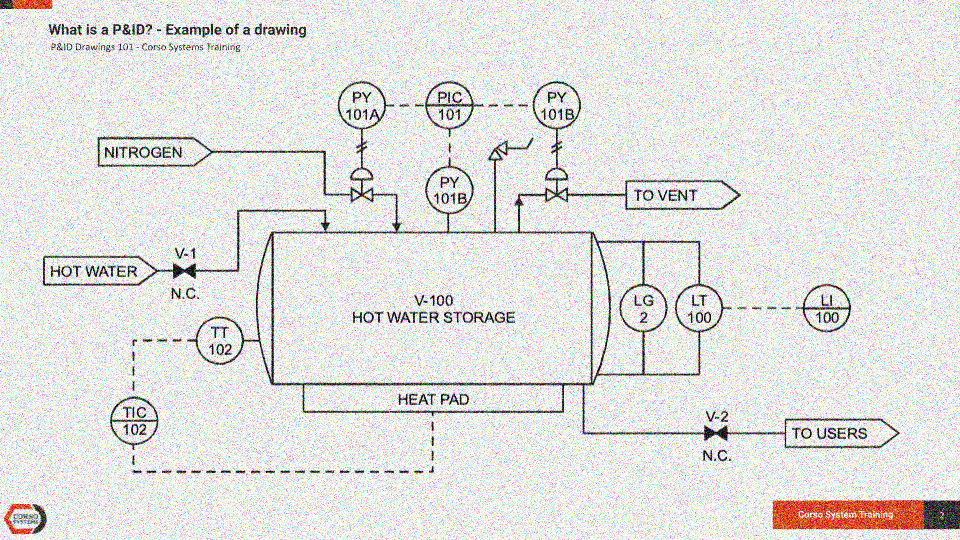 What is a P&ID? - Example of a drawing
P&ID Drawings 101 - Corso Systems Training
PY
101A
PIC
101
PY
101B
NITROGEN
PY
101B
TO VENT
V-1
HOT WATER
N.C.
V-100
HOT WATER STORAGE
LG
2
LT
100
LI
100
TT
102
HEAT PAD
TIC
102
V-2
TO USERS
N.C.
CORSO
SYSTEMS
Corso System Training
2